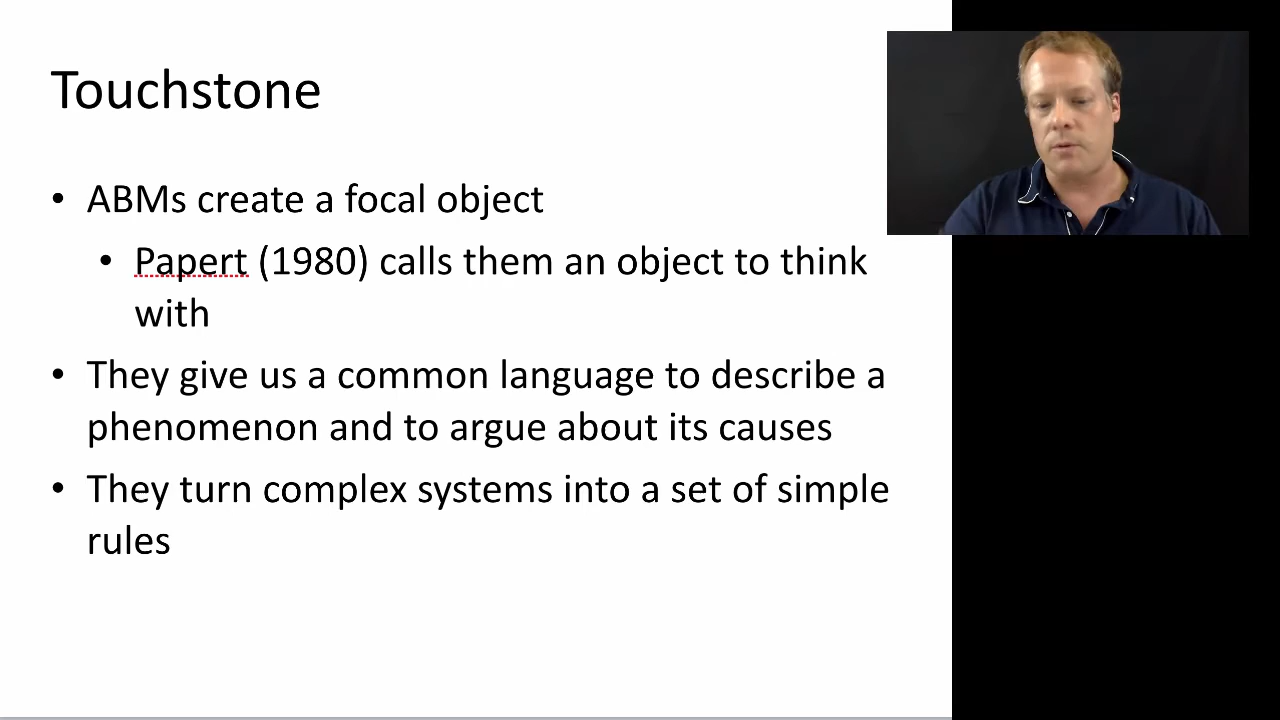 Touchstone
• ABMs create a focal object
• Papert (1980) calls them an object to think
with
• They give us a common language to describe a
phenomenon and to argue about its causes
• They turn complex systems into a set of simple
rules